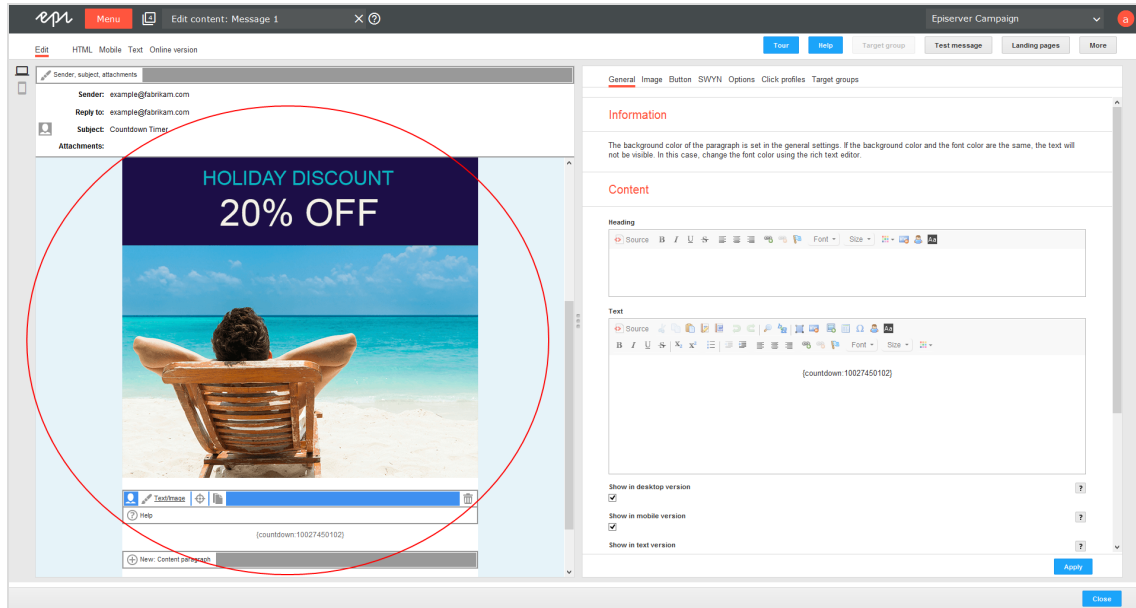 epi Menu 4 Edit content: Message 1 Episerver Campaign a
Edit HTML Mobile Text Online version Tour Help Target group Test message Landing pages More
Sender, subject, attachments
Sender: example@fabrikam.com
Reply to: example@fabrikam.com
Subject: Countdown Timer
Attachments:
HOLIDAY DISCOUNT
20% OFF
Text/Image
Help
{countdown:10027450102}
New: Content paragraph
General Image Button SWYN Options Click profiles Target groups
Information
The background color of the paragraph is set in the general settings. If the background color and the font color are the same, the text will
not be visible. In this case, change the font color using the rich text editor.
Content
Heading
Source B I U S Font Size Aa
Text
Source Ω Aa
B I U S X₂ X² Font Size
{countdown:10027450102}
Show in desktop version ?
Show in mobile version ?
Show in text version ?
Apply
Close